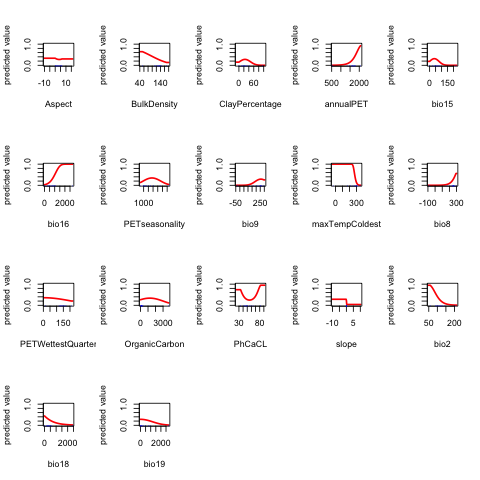 predicted value 0.0 1.0 -10 10 Aspect
predicted value 0.0 1.0 40 140 BulkDensity
predicted value 0.0 1.0 0 60 ClayPercentage
predicted value 0.0 1.0 500 2000 annualPET
predicted value 0.0 1.0 0 150 bio15
predicted value 0.0 1.0 0 2000 bio16
predicted value 0.0 1.0 1000 PETseasonality
predicted value 0.0 1.0 -50 250 bio9
predicted value 0.0 1.0 0 300 maxTempColdest
predicted value 0.0 1.0 -100 300 bio8
predicted value 0.0 1.0 0 150 PETWettestQuarter
predicted value 0.0 1.0 0 3000 OrganicCarbon
predicted value 0.0 1.0 30 80 PhCaCL
predicted value 0.0 1.0 -10 5 slope
predicted value 0.0 1.0 50 200 bio2
predicted value 0.0 1.0 0 2000 bio18
predicted value 0.0 1.0 0 2000 bio19